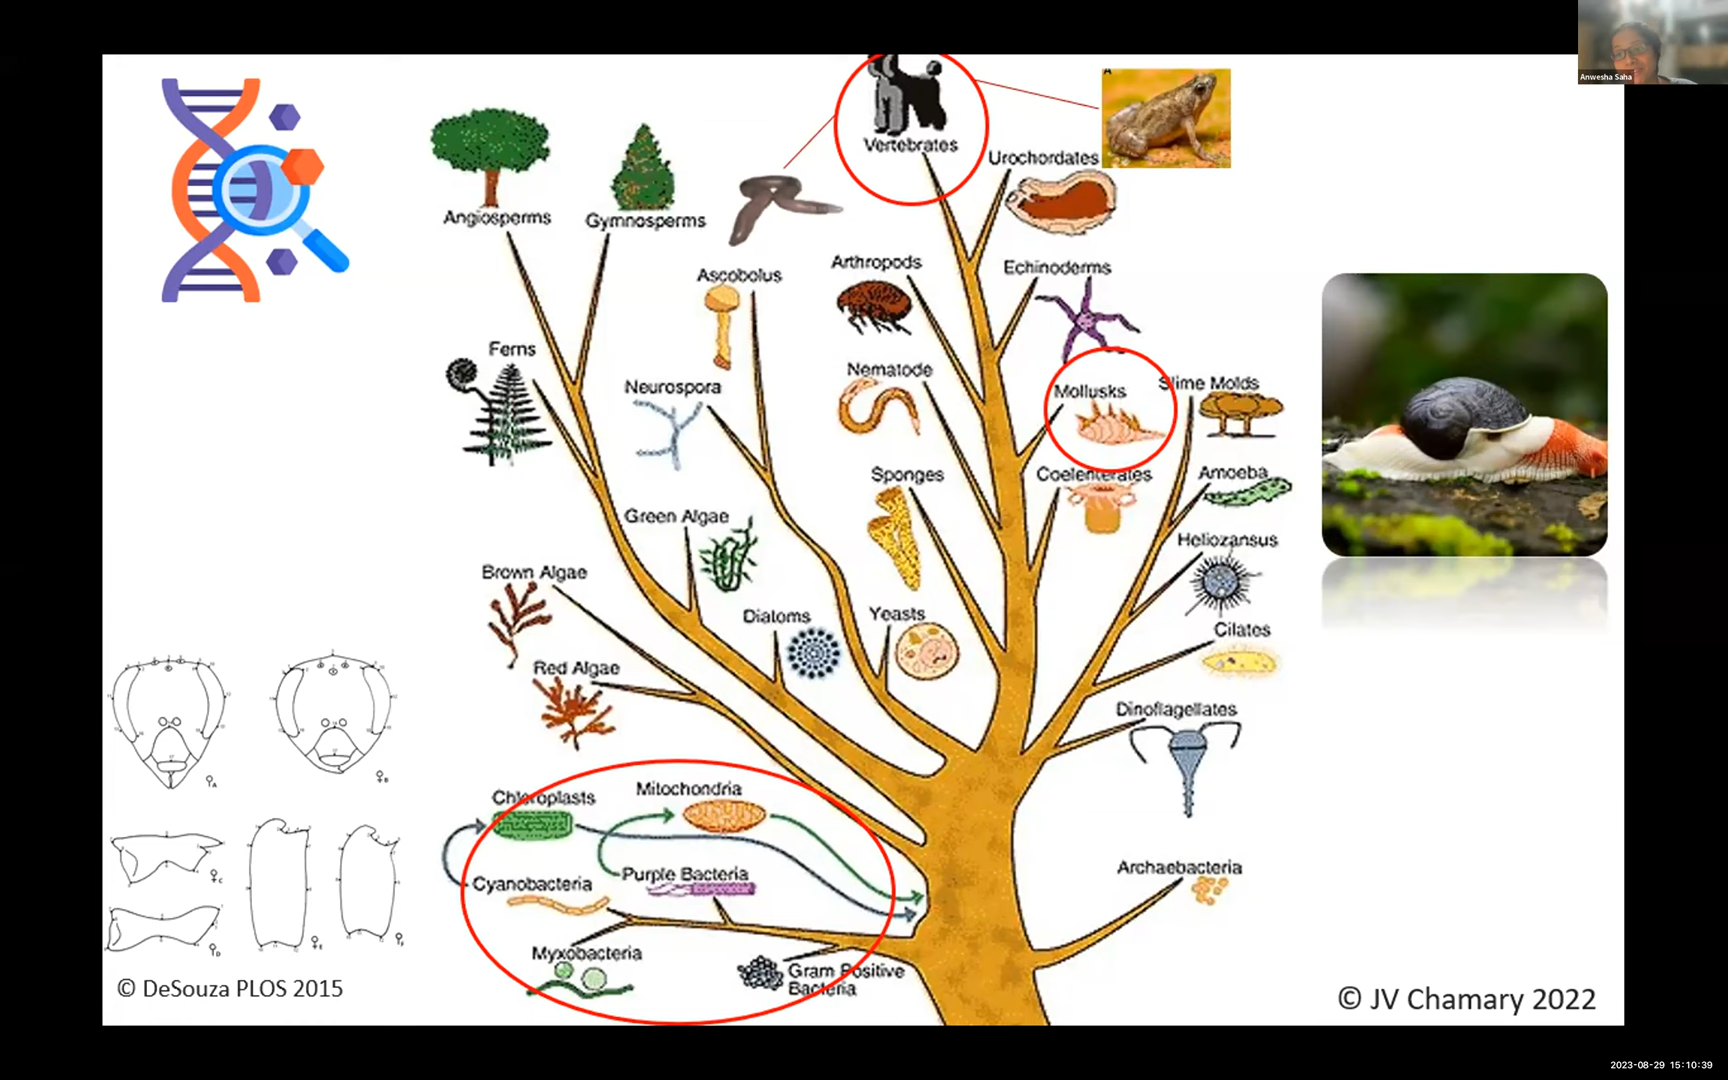 Anwesha Saha
A
Vertebrates
Urochordates
Angiosperms
Gymnosperms
Ascobolus
Arthropods
Echinoderms
Ferns
Neurospora
Nematode
Mollusks
Slime Molds
Sponges
Coelenterates
Amoeba
Green Algae
Heliozansus
Brown Algae
Diatoms
Yeasts
Cilates
Red Algae
Dinoflagellates
Chloroplasts
Mitochondria
Cyanobacteria
Purple Bacteria
Archaebacteria
Myxobacteria
Gram Positive
Bacteria
© DeSouza PLOS 2015
© JV Chamary 2022
2023-08-29 15:10:39